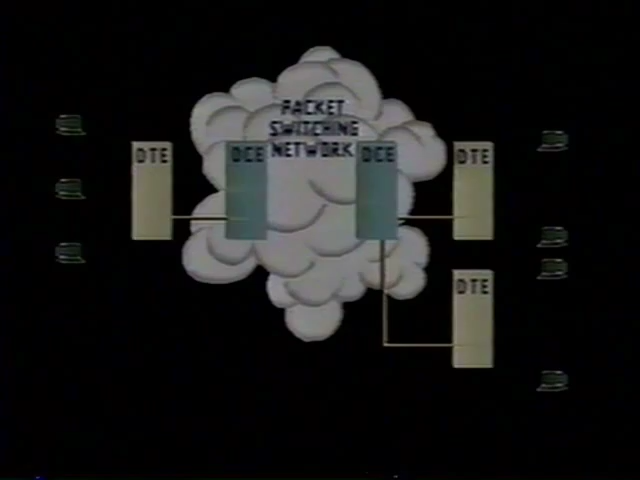 PACKET
SWITCHING
NETWORK
DTE
DCE
DCE
DTE
DTE